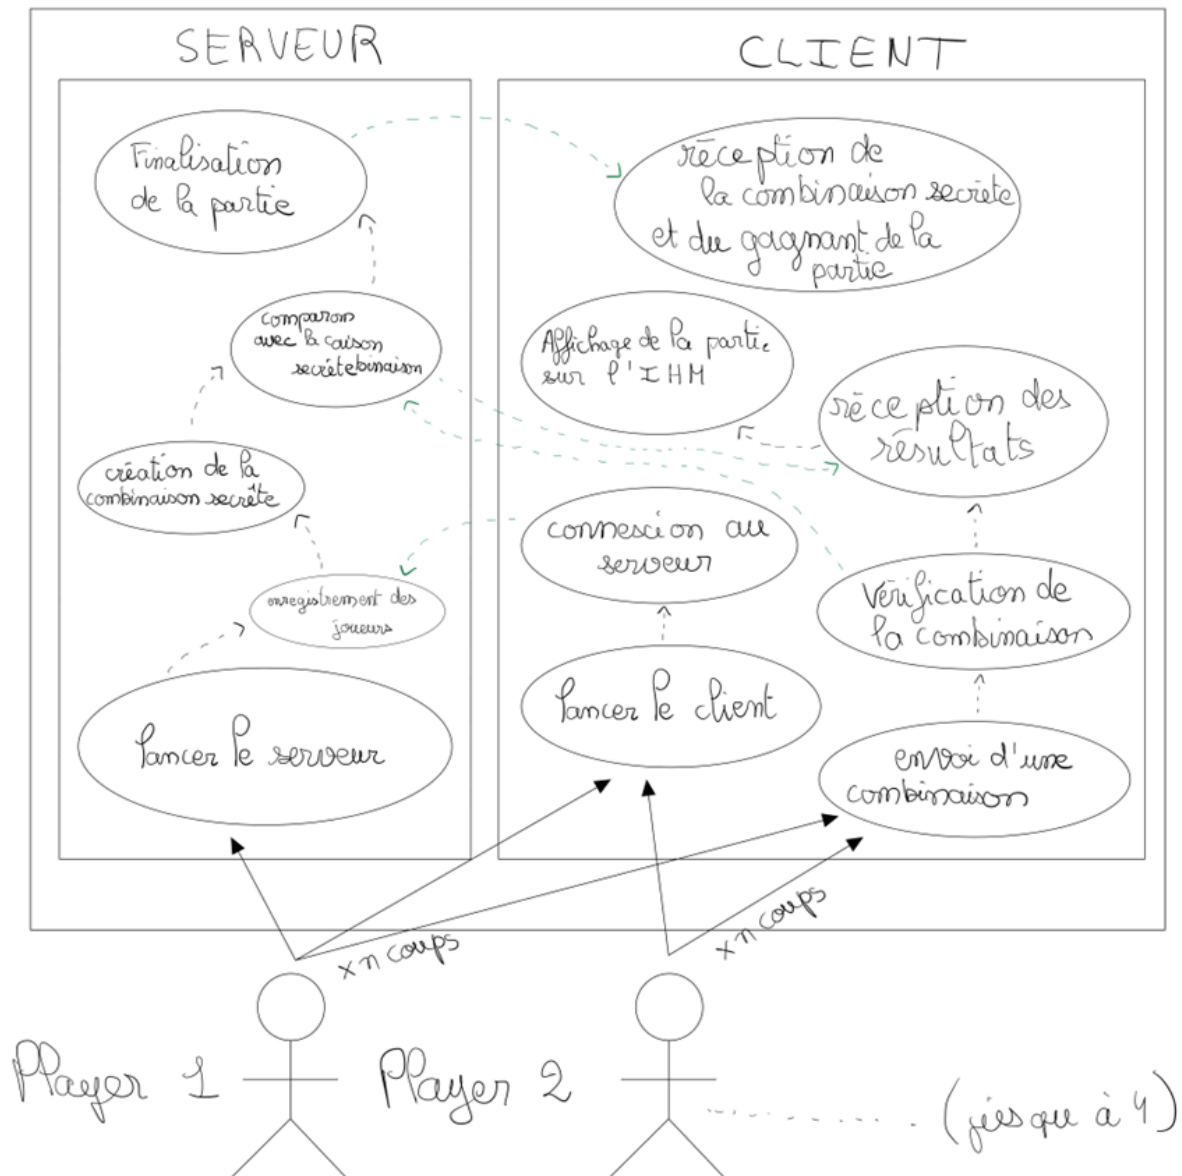 SERVEUR
CLIENT
Finalisation
de la partie
comparons
avec la caison
secrètebinaison
création de la
combinaison secrête
enregistrement des
joueurs
lancer le serveur
réception de
la combinaison secrète
et du gagnant de la
partie
Affichage de la partie
sur l'IHM
réception des
résultats
connexion au
serveur
Vérification de
la combinaison
lancer le client
envoi d'une
combinaison
x n coups
x n coups
Player 1
Player 2
(jusqu'à 4)